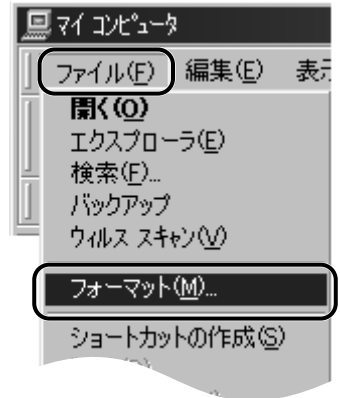 マイ コンピュータ
ファイル(F) 編集(E) 表示
開く(O)
エクスプローラ(E)
検索(F)...
バックアップ
ウィルス スキャン(V)
フォーマット(M)...
ショートカットの作成(S)